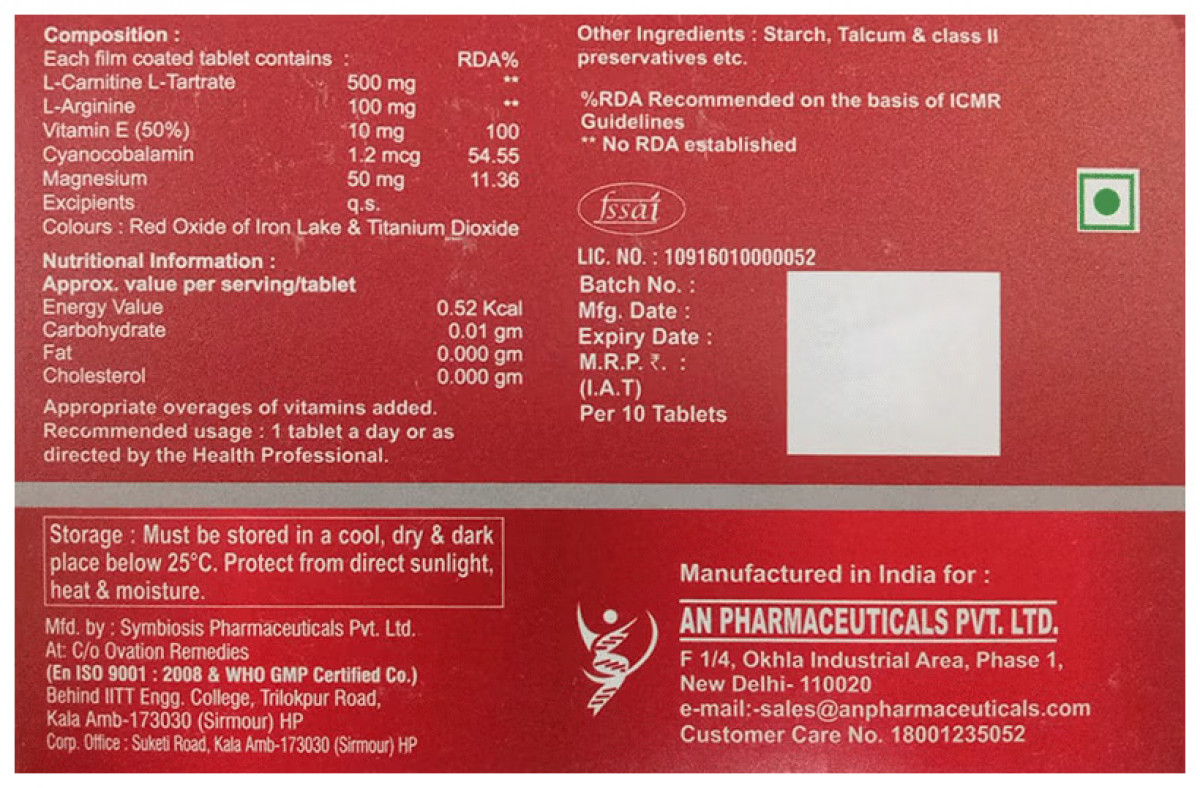 Composition :
Each film coated tablet contains : RDA%
L-Carnitine L-Tartrate 500 mg **
L-Arginine 100 mg **
Vitamin E (50%) 10 mg 100
Cyanocobalamin 1.2 mcg 54.55
Magnesium 50 mg 11.36
Excipients q.s.
Colours : Red Oxide of Iron Lake & Titanium Dioxide
Nutritional Information :
Approx. value per serving/tablet
Energy Value 0.52 Kcal
Carbohydrate 0.01 gm
Fat 0.000 gm
Cholesterol 0.000 gm
Appropriate overages of vitamins added.
Recommended usage : 1 tablet a day or as
directed by the Health Professional.
Other Ingredients : Starch, Talcum & class II
preservatives etc.
%RDA Recommended on the basis of ICMR
Guidelines
** No RDA established
fssai
LIC. NO. : 10916010000052
Batch No. :
Mfg. Date :
Expiry Date :
M.R.P. ₹. :
(I.A.T)
Per 10 Tablets
Storage : Must be stored in a cool, dry & dark
place below 25°C. Protect from direct sunlight,
heat & moisture.
Mfd. by : Symbiosis Pharmaceuticals Pvt. Ltd.
At: C/o Ovation Remedies
(En ISO 9001 : 2008 & WHO GMP Certified Co.)
Behind IITT Engg. College, Trilokpur Road,
Kala Amb-173030 (Sirmour) HP
Corp. Office : Suketi Road, Kala Amb-173030 (Sirmour) HP
Manufactured in India for :
AN PHARMACEUTICALS PVT. LTD.
F 1/4, Okhla Industrial Area, Phase 1,
New Delhi- 110020
e-mail:-sales@anpharmaceuticals.com
Customer Care No. 18001235052